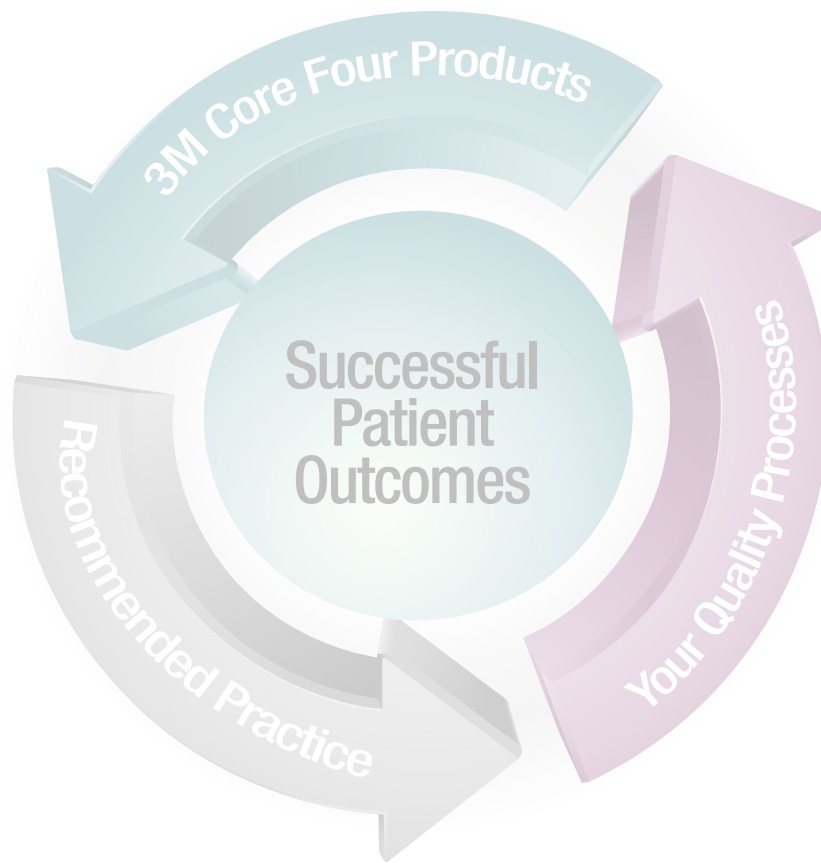 3M Core Four Products
Successful
Patient
Outcomes
Recommended Practice
Your Quality Processes